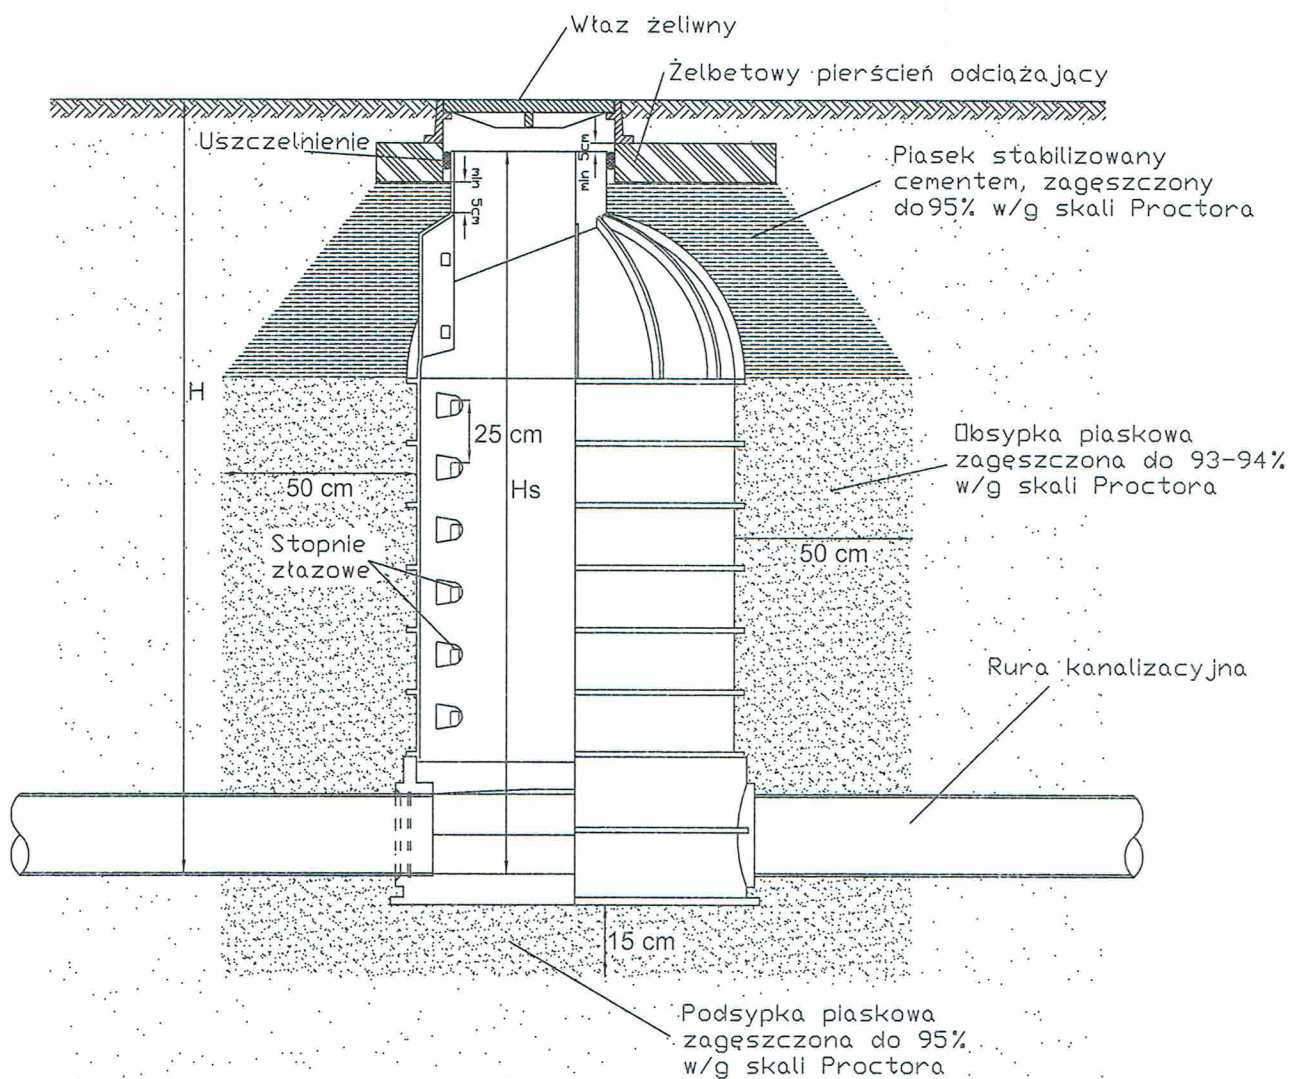 Właz żeliwny
Żelbetowy pierścień odciążający
Uszczelnienie
min 5cm
min 5cm
Piasek stabilizowany
cementem, zagęszczony
do95% w/g skali Proctora
H
25 cm
Hs
50 cm
Obsypka piaskowa
zagęszczona do 93-94%
w/g skali Proctora
50 cm
Stopnie
złazowe
Rura kanalizacyjna
15 cm
Podsypka piaskowa
zagęszczona do 95%
w/g skali Proctora